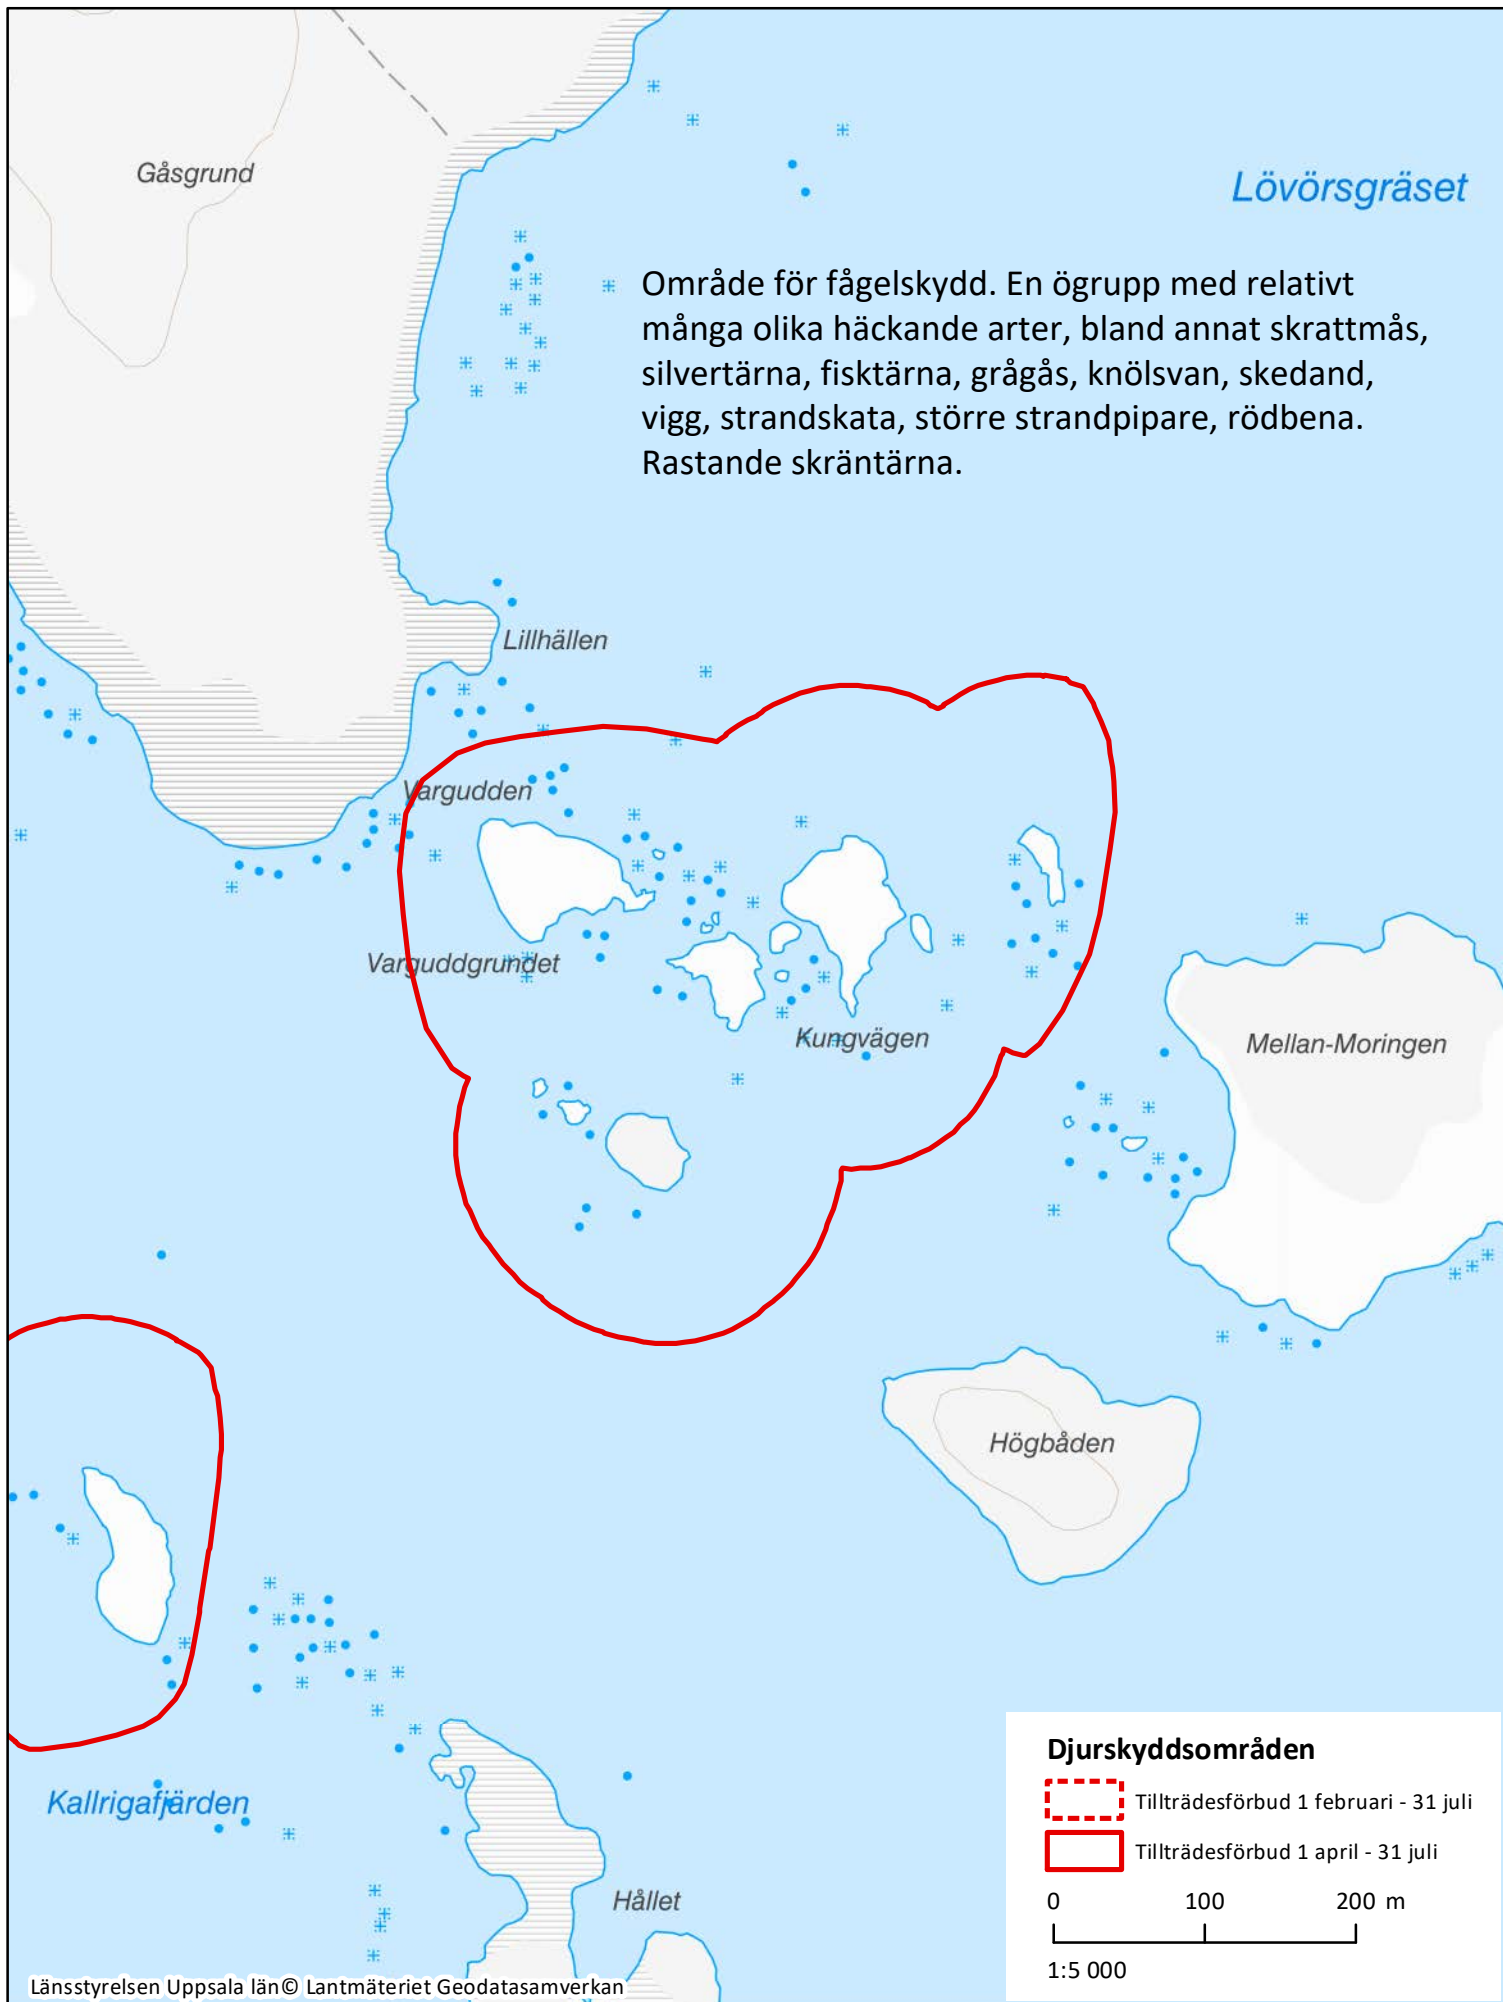 Gåsgrund
Lövörsgräset
Område för fågelskydd. En ögrupp med relativt
många olika häckande arter, bland annat skrattmås,
silvertärna, fisktärna, grågås, knölsvan, skedand,
vigg, strandskata, större strandpipare, rödbena.
Rastande skräntärna.
Lillhällen
Vargudden
Varguddgrundet
Kungvägen
Mellan-Moringen
Högbåden
Kallrigafjärden
Hållet
Djurskyddsområden
Tillträdesförbud 1 februari - 31 juli
Tillträdesförbud 1 april - 31 juli
0 100 200 m
1:5 000
Länsstyrelsen Uppsala län© Lantmäteriet Geodatasamverkan